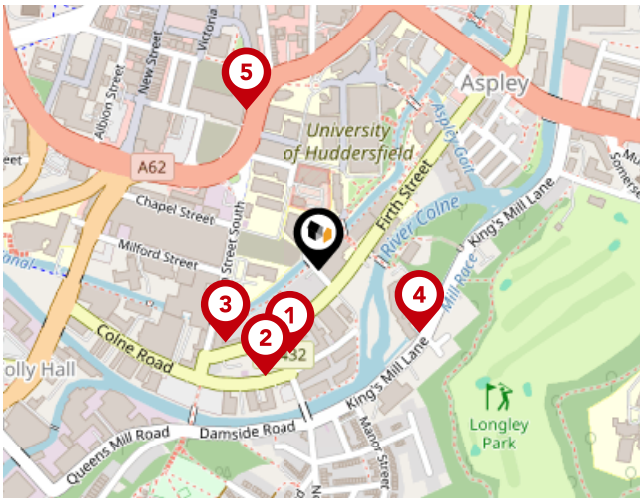 Victoria
New Street
Albion Street
5
Aspley
University
of Huddersfield
Aspley Gait
A62
Firth Street
Chapel Street
Street South
River Colne
King's Mill Lane
Milford Street
Mill-Race
3
1
4
2
432
Colne Road
olly Hall
King's Mill Lane
Longley
Park
Damside Road
Queens Mill Road
Manor Street